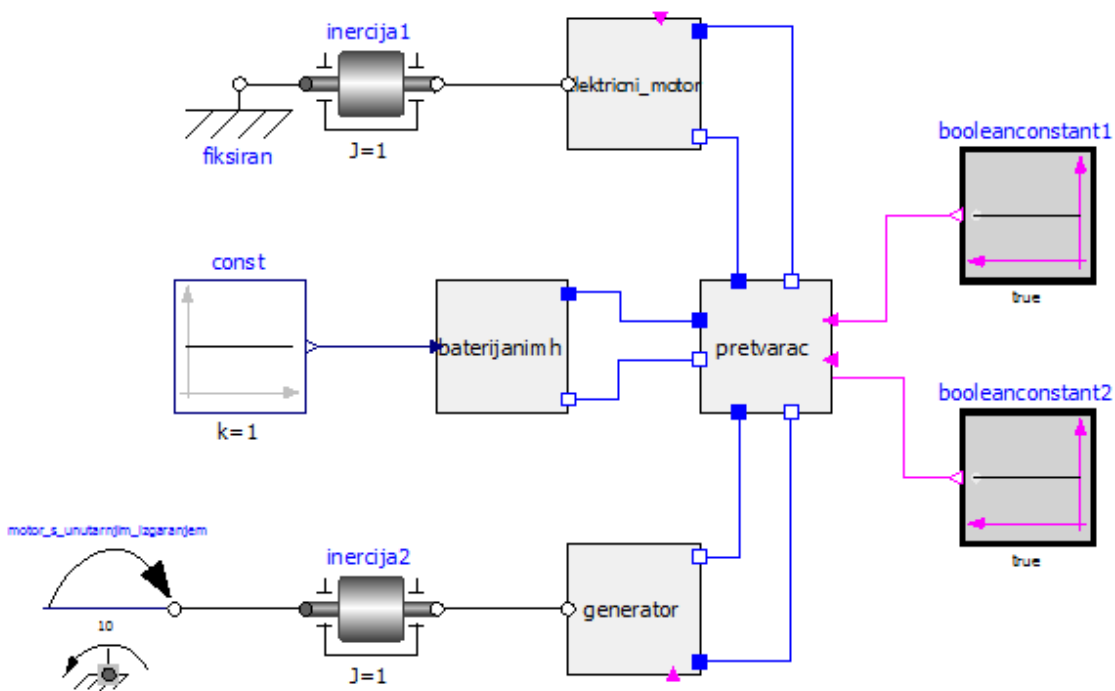 inercija1
lektricni_motor
J=1
fiksiran
booleanconstant1
true
const
baterijanimh
pretvarac
k=1
booleanconstant2
true
motor_s_unutarnjim_izgaranjem
inercija2
10
generator
J=1